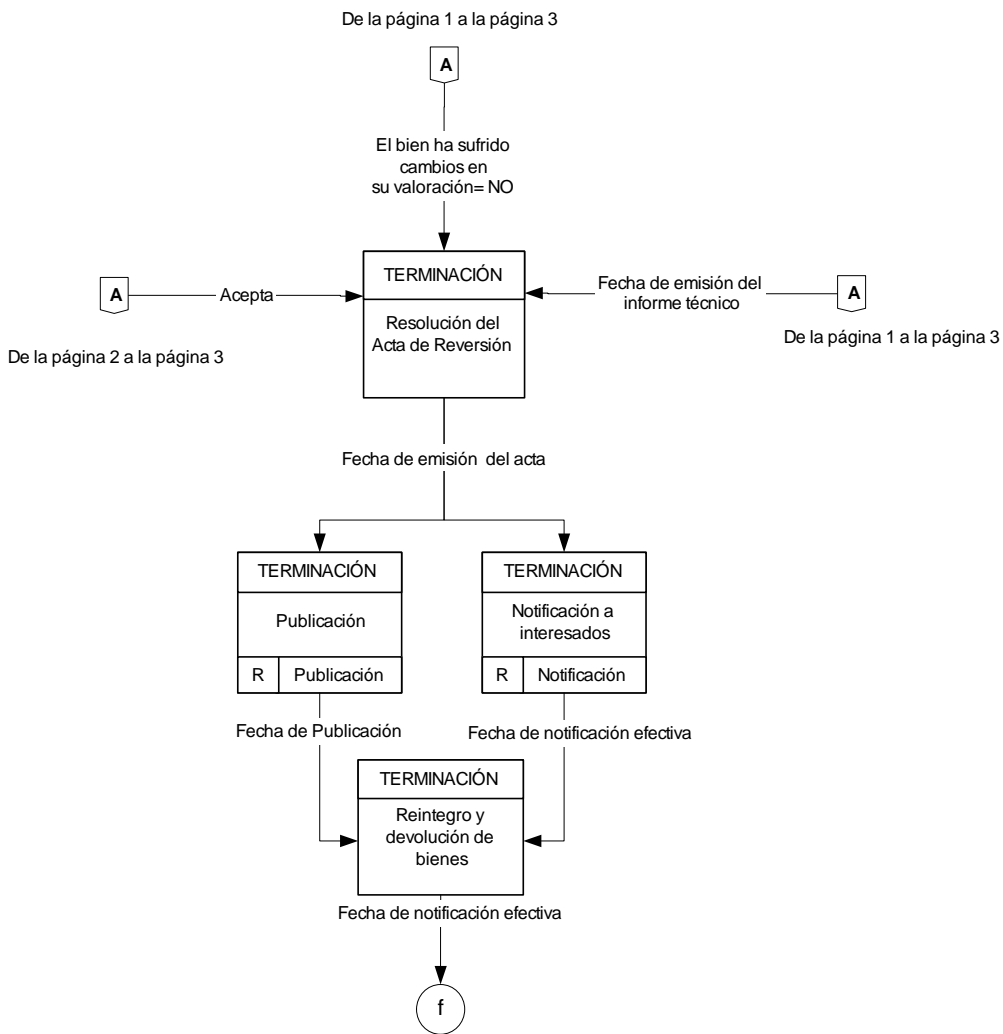 De la página 1 a la página 3
A
El bien ha sufrido
cambios en
su valoración= NO
TERMINACIÓN
Resolución del
Acta de Reversión
A
Acepta
De la página 2 a la página 3
Fecha de emisión del
informe técnico
A
De la página 1 a la página 3
Fecha de emisión del acta
TERMINACIÓN
Publicación
R
Publicación
TERMINACIÓN
Notificación a
interesados
R
Notificación
Fecha de Publicación
Fecha de notificación efectiva
TERMINACIÓN
Reintegro y
devolución de
bienes
Fecha de notificación efectiva
f